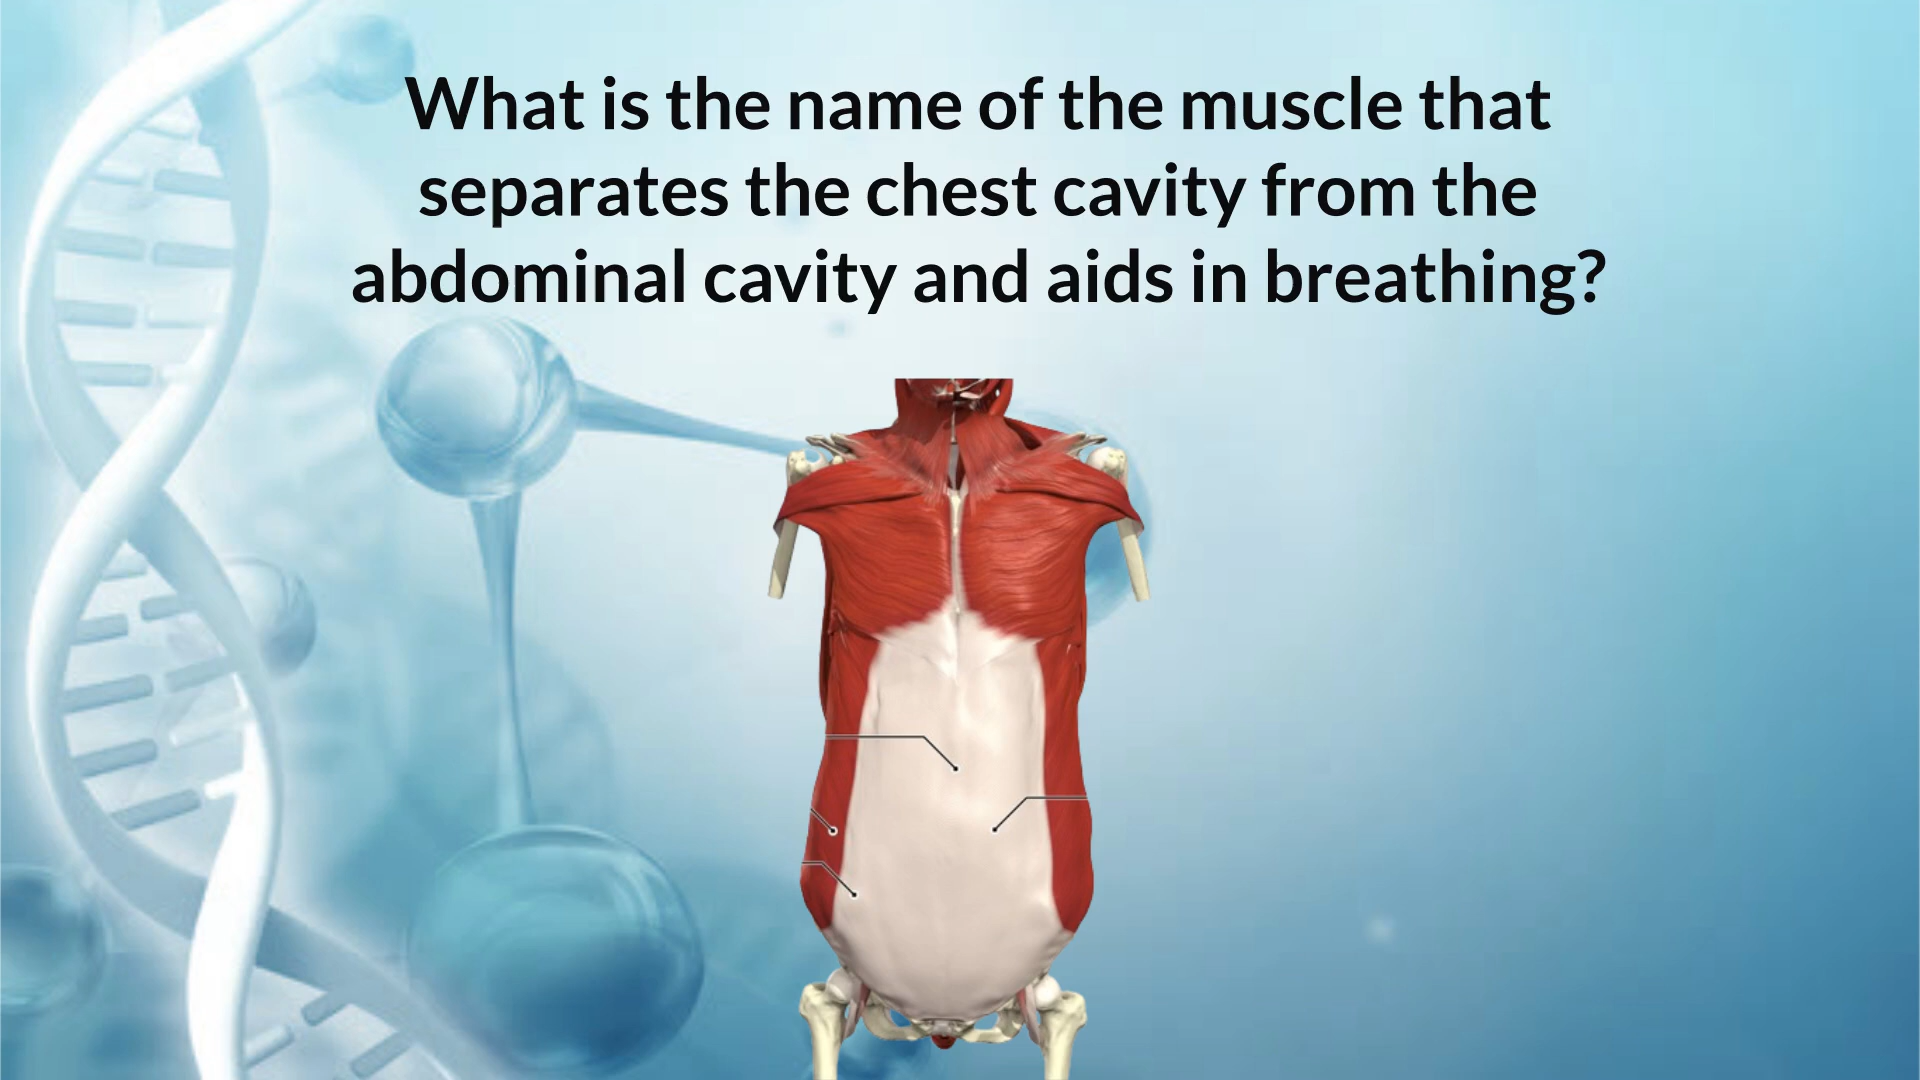 What is the name of the muscle that
separates the chest cavity from the
abdominal cavity and aids in breathing?